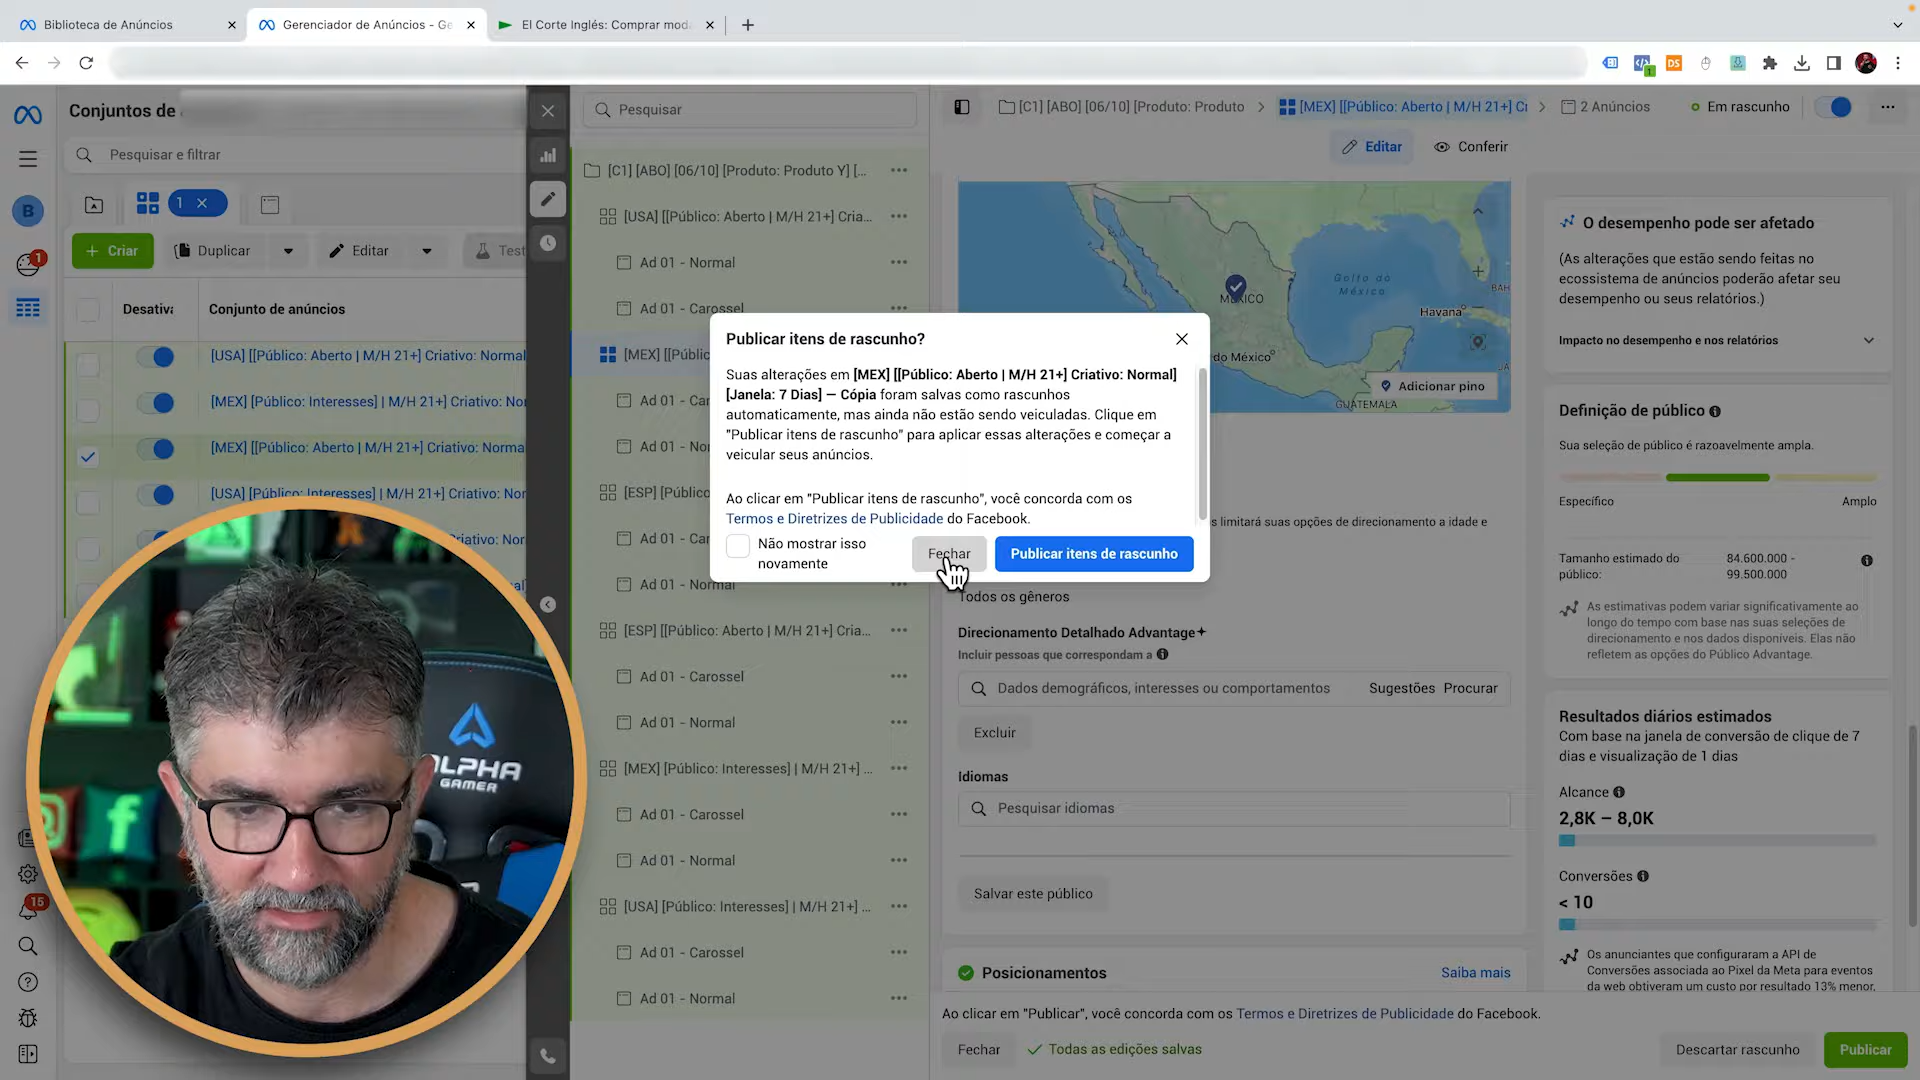 Biblioteca de Anúncios
Gerenciador de Anúncios - Ge
El Corte Inglés: Comprar moda
Conjuntos de
Pesquisar e filtrar
1
Criar
Duplicar
Editar
Test
Desativa
Conjunto de anúncios
[USA] [[Público: Aberto | M/H 21+] Criativo: Normal
[MEX] [Público: Interesses] | M/H 21+] Criativo: Nor
[MEX] [[Público: Aberto | M/H 21+] Criativo: Norma
[USA] [Público: Interesses] | M/H 21+] Criativo: Nor
Criativo: Nor
B
1
15
Pesquisar
[C1] [ABO] [06/10] [Produto: Produto Y] [...
[USA] [[Público: Aberto | M/H 21+] Cria...
Ad 01 - Normal
Ad 01 - Carossel
[MEX] [[Públic
Ad 01 - Ca
Ad 01 - No
[ESP] [Público
Ad 01 - Ca
Ad 01 - Normal
[ESP] [[Público: Aberto | M/H 21+] Cria...
Ad 01 - Carossel
Ad 01 - Normal
[MEX] [Público: Interesses] | M/H 21+] ...
Ad 01 - Carossel
Ad 01 - Normal
[USA] [Público: Interesses] | M/H 21+] ...
Ad 01 - Carossel
Ad 01 - Normal
[C1] [ABO] [06/10] [Produto: Produto
[MEX] [[Público: Aberto | M/H 21+] Cr
2 Anúncios
Em rascunho
Editar
Conferir
MÉXICO
Golfo do
México
BAH
Havana
do México
GUATEMALA
Adicionar pino
Publicar itens de rascunho?
Suas alterações em [MEX] [[Público: Aberto | M/H 21+] Criativo: Normal]
[Janela: 7 Dias] — Cópia foram salvas como rascunhos
automaticamente, mas ainda não estão sendo veiculadas. Clique em
"Publicar itens de rascunho" para aplicar essas alterações e começar a
veicular seus anúncios.
Ao clicar em "Publicar itens de rascunho", você concorda com os
Termos e Diretrizes de Publicidade do Facebook.
Não mostrar isso
novamente
Fechar
Publicar itens de rascunho
s limitará suas opções de direcionamento a idade e
Todos os gêneros
Direcionamento Detalhado Advantage+
Incluir pessoas que correspondam a
Dados demográficos, interesses ou comportamentos
Sugestões
Procurar
Excluir
Idiomas
Pesquisar idiomas
Salvar este público
Posicionamentos
Saiba mais
Ao clicar em "Publicar", você concorda com os Termos e Diretrizes de Publicidade do Facebook.
Fechar
Todas as edições salvas
Descartar rascunho
Publicar
O desempenho pode ser afetado
(As alterações que estão sendo feitas no
ecossistema de anúncios poderão afetar seu
desempenho ou seus relatórios.)
Impacto no desempenho e nos relatórios
Definição de público
Sua seleção de público é razoavelmente ampla.
Específico
Amplo
Tamanho estimado do
público:
84.600.000 -
99.500.000
As estimativas podem variar significativamente ao
longo do tempo com base nas suas seleções de
direcionamento e nos dados disponíveis. Elas não
refletem as opções do Público Advantage.
Resultados diários estimados
Com base na janela de conversão de clique de 7
dias e visualização de 1 dias
Alcance
2,8K – 8,0K
Conversões
< 10
Os anunciantes que configuraram a API de
Conversões associada ao Pixel da Meta para eventos
da web obtiveram um custo por resultado 13% menor,
ALPHA
GAMER